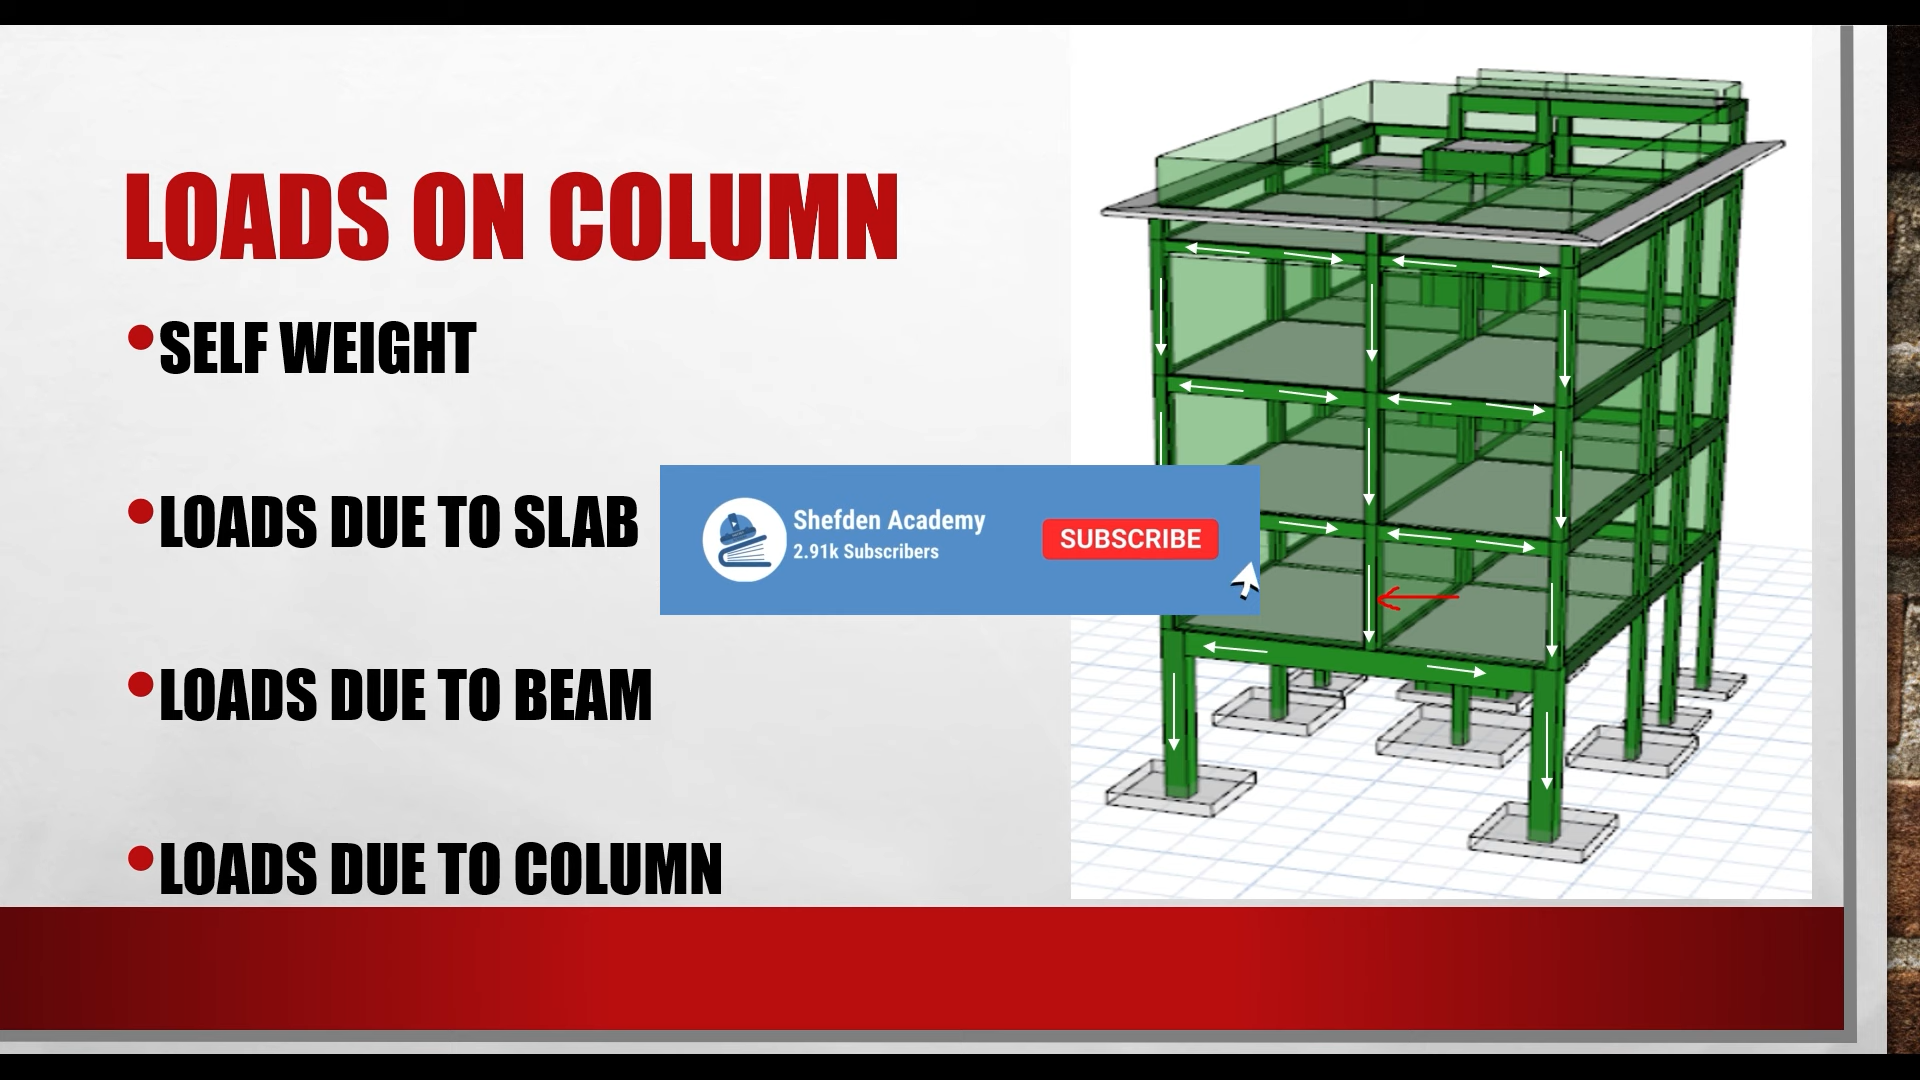 LOADS ON COLUMN
•SELF WEIGHT
•LOADS DUE TO SLAB
Shefden Academy
2.91k Subscribers
SUBSCRIBE
•LOADS DUE TO BEAM
•LOADS DUE TO COLUMN